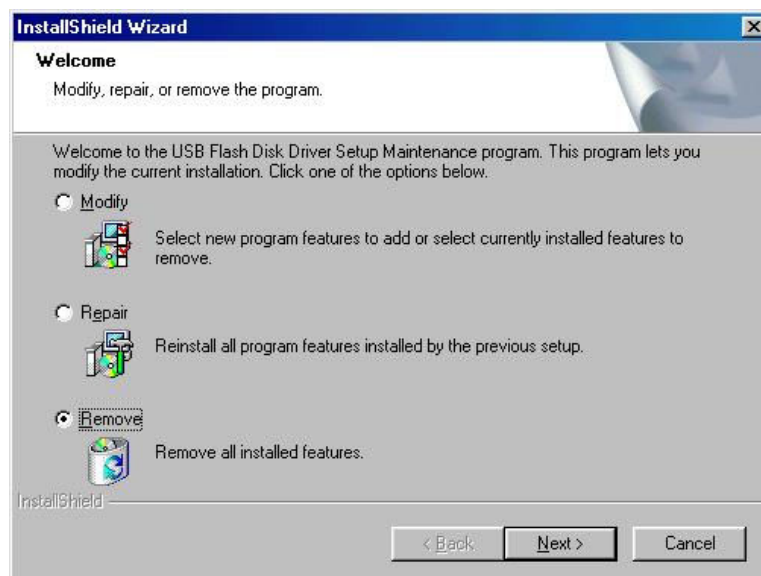 InstallShield Wizard
Welcome
Modify, repair, or remove the program.
Welcome to the USB Flash Disk Driver Setup Maintenance program. This program lets you
modify the current installation. Click one of the options below.
Modify
Select new program features to add or select currently installed features to
remove.
Repair
Reinstall all program features installed by the previous setup.
Remove
Remove all installed features.
InstallShield
< Back
Next >
Cancel